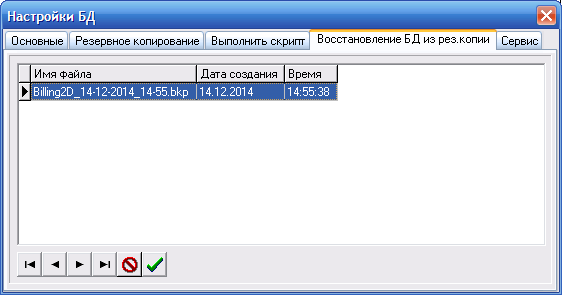 Настройки БД
Основные Резервное копирование Выполнить скрипт Восстановление БД из рез.копии Сервис
Имя Файла Дата создания Время
Billing2D_14-12-2014_14-55.bkp 14.12.2014 14:55:38